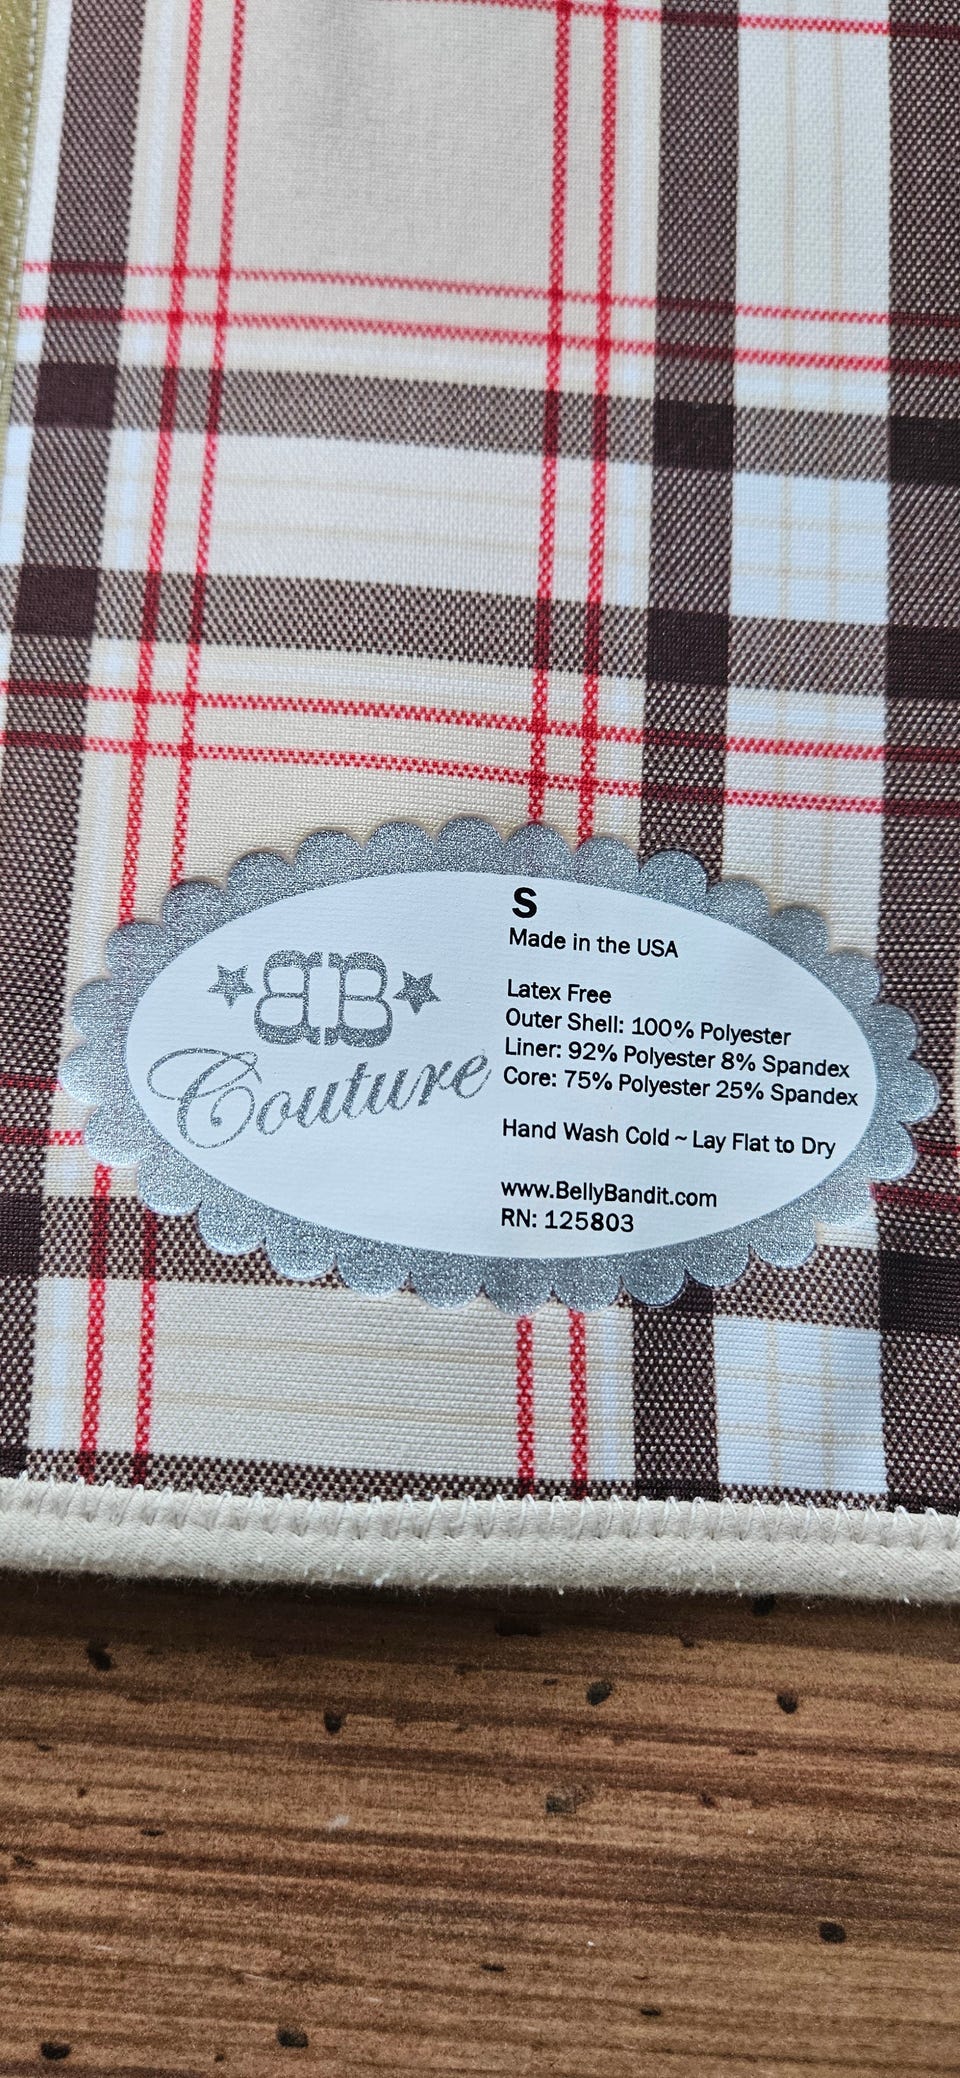 BB
Couture
S
Made in the USA
Latex Free
Outer Shell: 100% Polyester
Liner: 92% Polyester 8% Spandex
Core: 75% Polyester 25% Spandex
Hand Wash Cold ~ Lay Flat to Dry
www.BellyBandit.com
RN: 125803